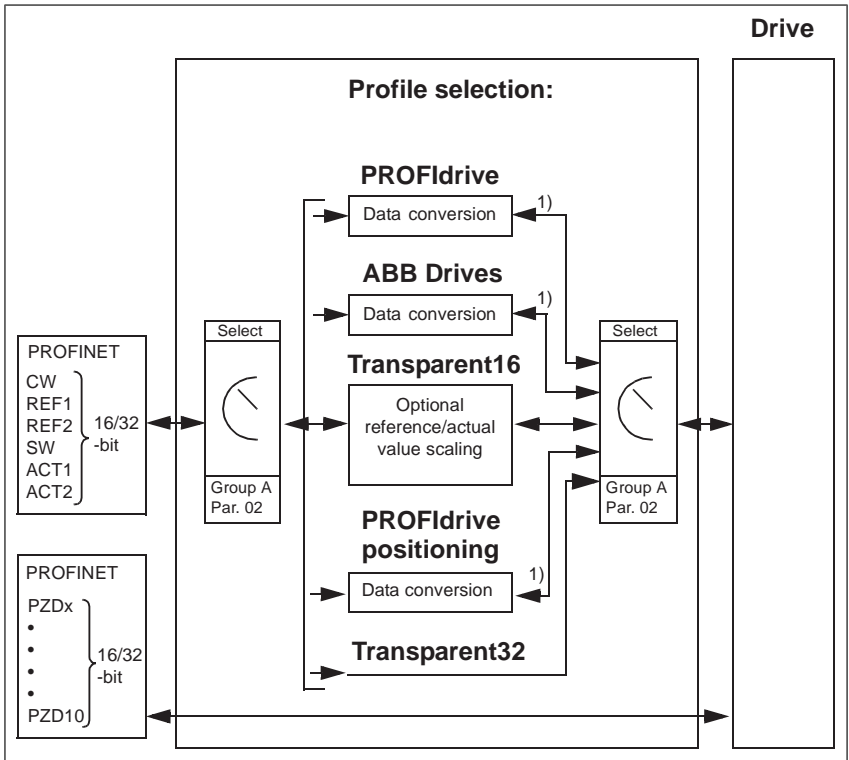 Drive
Profile selection:
PROFIdrive
Data conversion
1)
ABB Drives
Data conversion
1)
Select
Group A
Par. 02
Transparent16
Optional
reference/actual
value scaling
Select
Group A
Par. 02
PROFINET
CW
REF1
REF2
SW
ACT1
ACT2
16/32
-bit
PROFIdrive
positioning
Data conversion
1)
Transparent32
PROFINET
PZDx
•
•
•
•
PZD10
16/32
-bit